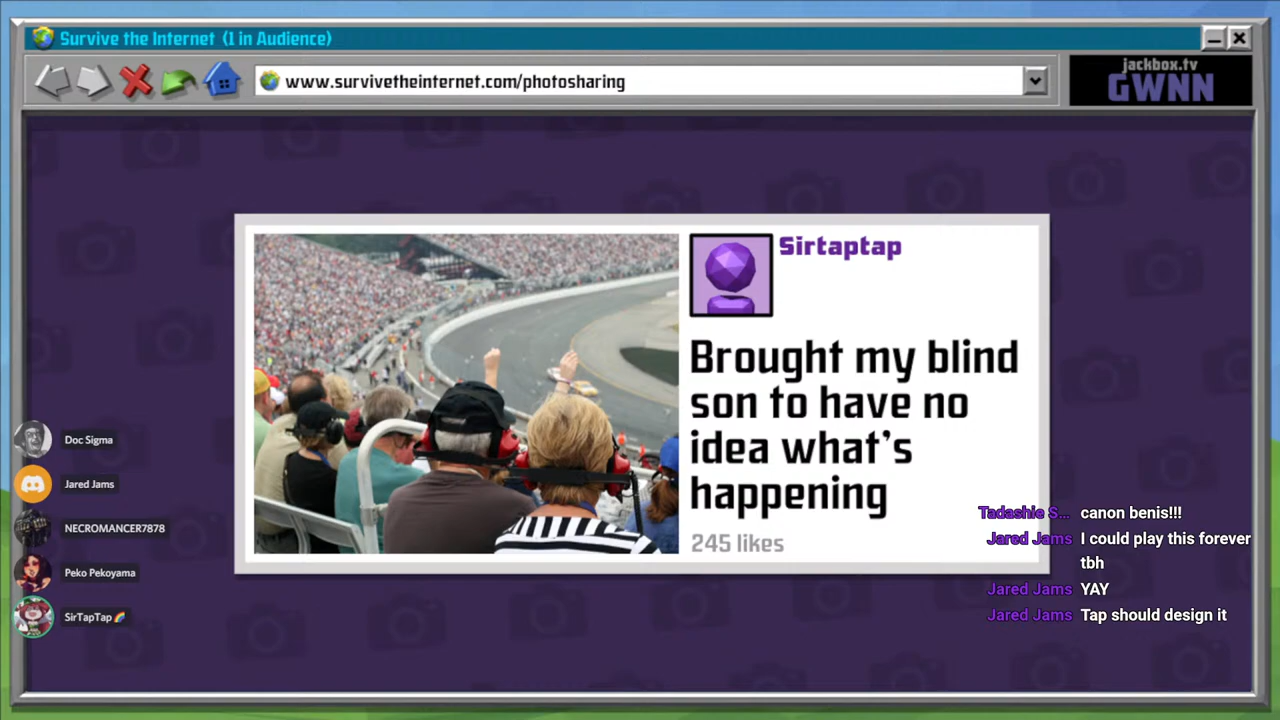 Survive the Internet (1 in Audience)
www.survivetheinternet.com/photosharing
jackbox.tv
GWNN
Sirtaptap
Brought my blind
son to have no
idea what's
happening
245 likes
Doc Sigma
Jared Jams
NECROMANCER7878
Peko Pekoyama
SirTapTap🌈
Tadashie S... canon benis!!!
Jared Jams I could play this forever
tbh
Jared Jams YAY
Jared Jams Tap should design it